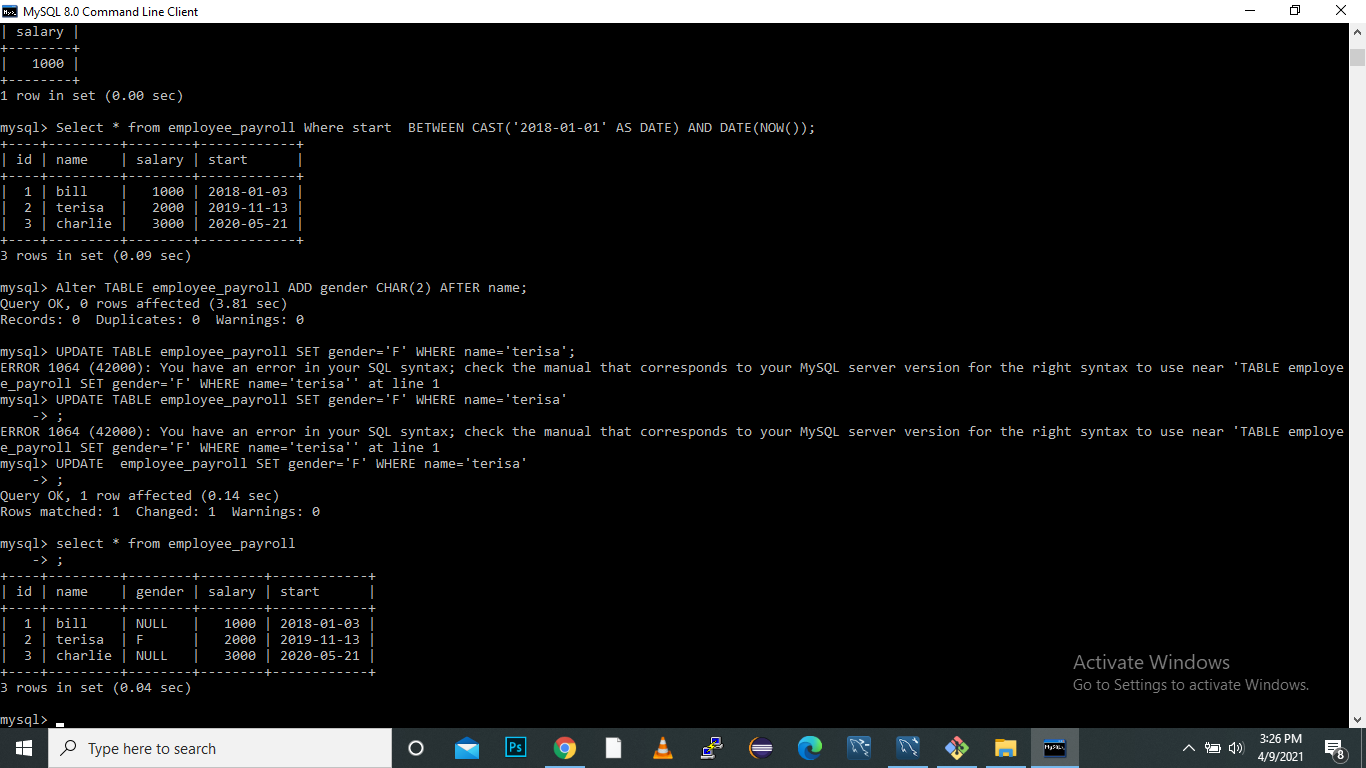 MySQL 8.0 Command Line Client
| salary |
+--------+
|   1000 |
+--------+
1 row in set (0.00 sec)
mysql> Select * from employee_payroll Where start  BETWEEN CAST('2018-01-01' AS DATE) AND DATE(NOW());
+----+---------+--------+------------+
| id | name    | salary | start      |
+----+---------+--------+------------+
|  1 | bill    |   1000 | 2018-01-03 |
|  2 | terisa  |   2000 | 2019-11-13 |
|  3 | charlie |   3000 | 2020-05-21 |
+----+---------+--------+------------+
3 rows in set (0.09 sec)
mysql> Alter TABLE employee_payroll ADD gender CHAR(2) AFTER name;
Query OK, 0 rows affected (3.81 sec)
Records: 0  Duplicates: 0  Warnings: 0
mysql> UPDATE TABLE employee_payroll SET gender='F' WHERE name='terisa';
ERROR 1064 (42000): You have an error in your SQL syntax; check the manual that corresponds to your MySQL server version for the right syntax to use near 'TABLE employe
e_payroll SET gender='F' WHERE name='terisa'' at line 1
mysql> UPDATE TABLE employee_payroll SET gender='F' WHERE name='terisa'
    -> ;
ERROR 1064 (42000): You have an error in your SQL syntax; check the manual that corresponds to your MySQL server version for the right syntax to use near 'TABLE employe
e_payroll SET gender='F' WHERE name='terisa'' at line 1
mysql> UPDATE  employee_payroll SET gender='F' WHERE name='terisa'
    -> ;
Query OK, 1 row affected (0.14 sec)
Rows matched: 1  Changed: 1  Warnings: 0
mysql> select * from employee_payroll
    -> ;
+----+---------+--------+--------+------------+
| id | name    | gender | salary | start      |
+----+---------+--------+--------+------------+
|  1 | bill    | NULL   |   1000 | 2018-01-03 |
|  2 | terisa  | F      |   2000 | 2019-11-13 |
|  3 | charlie | NULL   |   3000 | 2020-05-21 |
+----+---------+--------+--------+------------+
3 rows in set (0.04 sec)
mysql>
Activate Windows
Go to Settings to activate Windows.
Type here to search
Ps
3:26 PM
4/9/2021
8